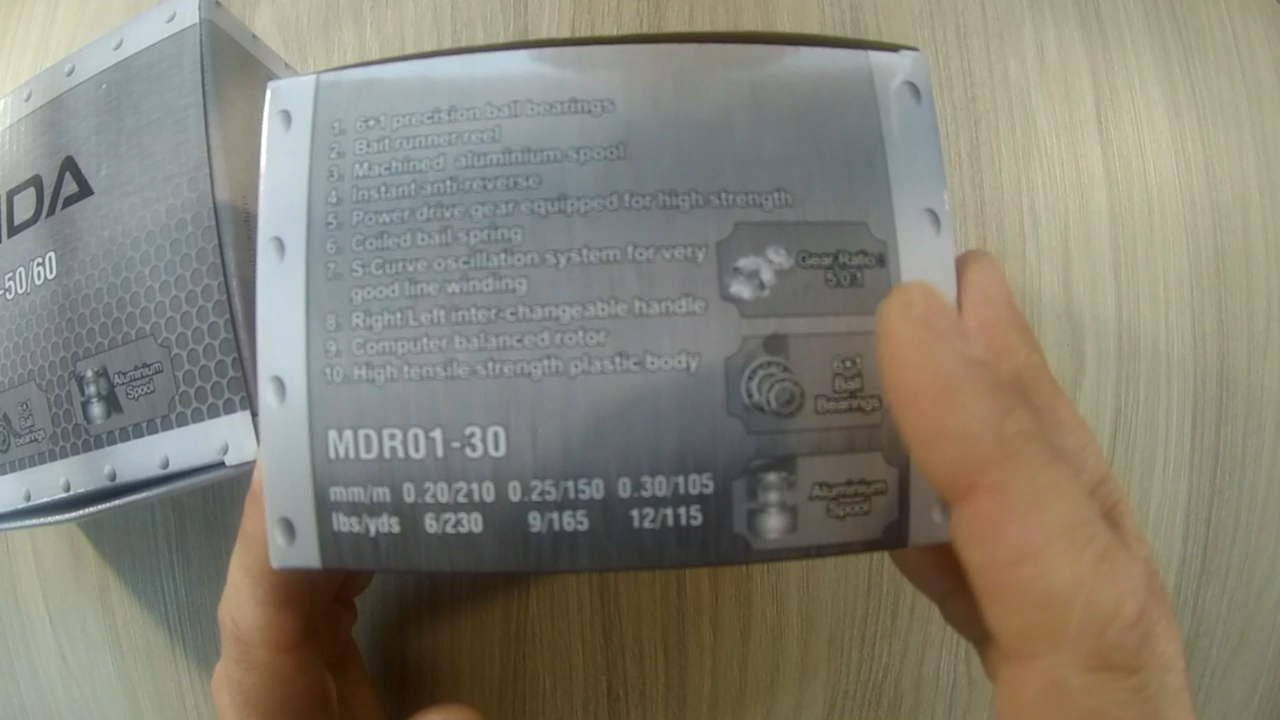 DA
-50/60
6+1
Ball
Bearings
Aluminium
Spool
1. 6+1 precision ball bearings
2. Bait runner reel
3. Machined aluminium spool
4. Instant anti-reverse
5. Power drive gear equipped for high strength
6. Coiled bail spring
7. S-Curve oscillation system for very
good line winding
8. Right/Left inter-changeable handle
9. Computer balanced rotor
10. High tensile strength plastic body
Gear Ratio
5.0:1
6+1
Ball
Bearings
Aluminium
Spool
MDR01-30
mm/m 0.20/210 0.25/150 0.30/105
lbs/yds 6/230 9/165 12/115